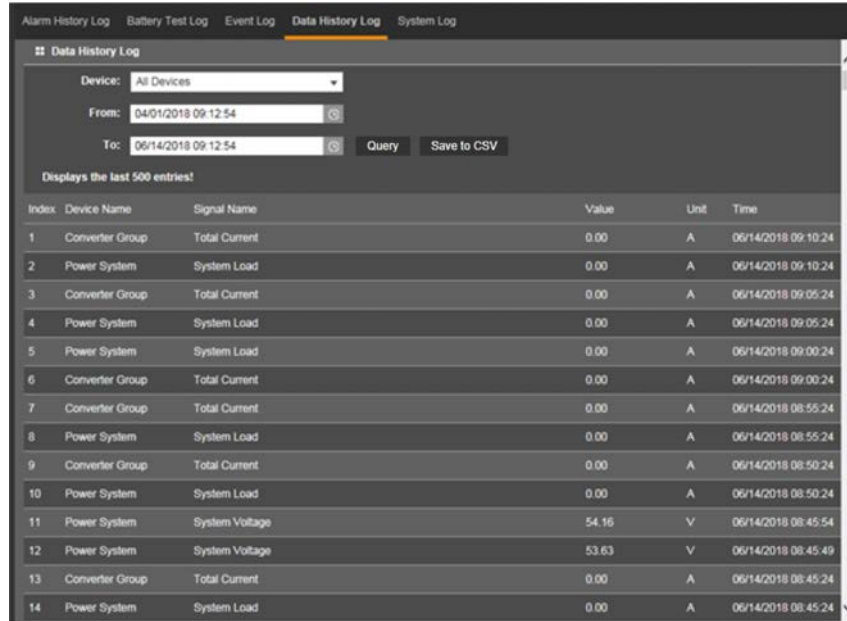 Alarm History Log Battery Test Log Event Log Data History Log System Log
Data History Log
Device: All Devices
From: 04/01/2018 09:12:54
To: 06/14/2018 09:12:54 Query Save to CSV
Displays the last 500 entries!
Index Device Name Signal Name Value Unit Time
1 Converter Group Total Current 0.00 A 06/14/2018 09:10:24
2 Power System System Load 0.00 A 06/14/2018 09:10:24
3 Converter Group Total Current 0.00 A 06/14/2018 09:05:24
4 Power System System Load 0.00 A 06/14/2018 09:05:24
5 Power System System Load 0.00 A 06/14/2018 09:00:24
6 Converter Group Total Current 0.00 A 06/14/2018 09:00:24
7 Converter Group Total Current 0.00 A 06/14/2018 08:55:24
8 Power System System Load 0.00 A 06/14/2018 08:55:24
9 Converter Group Total Current 0.00 A 06/14/2018 08:50:24
10 Power System System Load 0.00 A 06/14/2018 08:50:24
11 Power System System Voltage 54.16 V 06/14/2018 08:45:54
12 Power System System Voltage 53.63 V 06/14/2018 08:45:49
13 Converter Group Total Current 0.00 A 06/14/2018 08:45:24
14 Power System System Load 0.00 A 06/14/2018 08:45:24